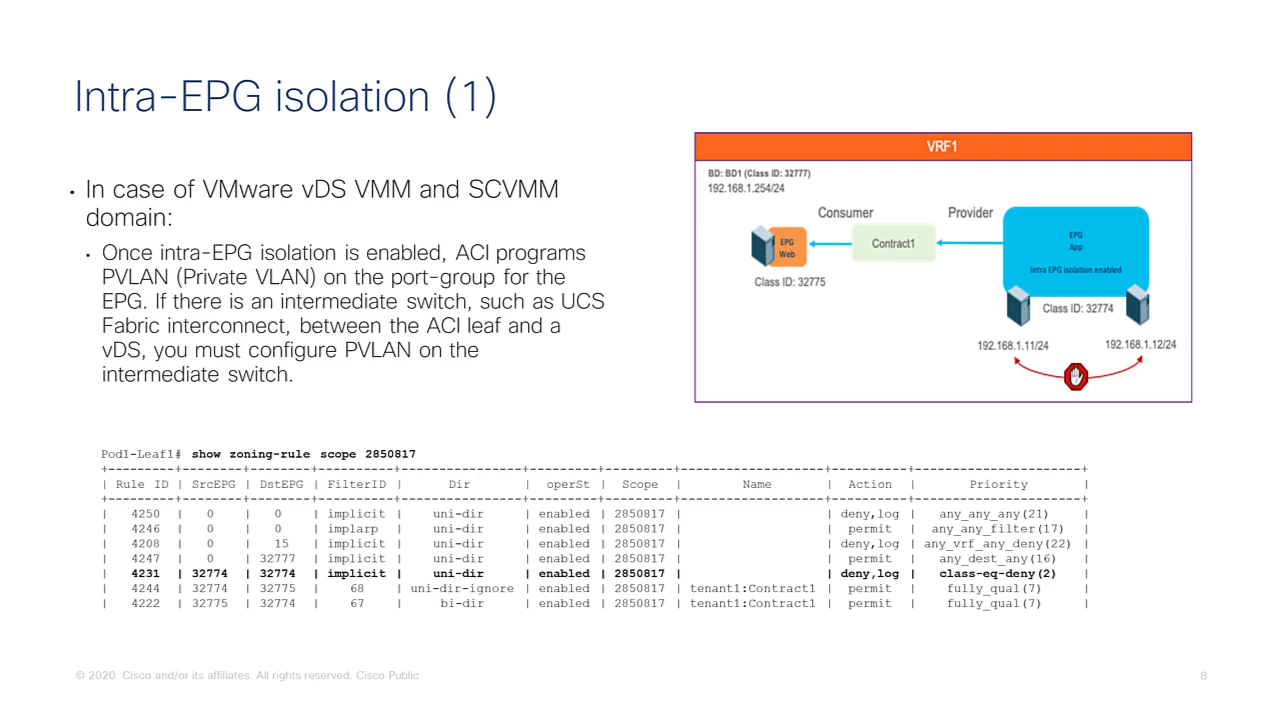 Intra-EPG isolation (1)
• In case of VMware vDS VMM and SCVMM
domain:
• Once intra-EPG isolation is enabled, ACI programs
PVLAN (Private VLAN) on the port-group for the
EPG. If there is an intermediate switch, such as UCS
Fabric interconnect, between the ACI leaf and a
vDS, you must configure PVLAN on the
intermediate switch.
VRF1
BD: BD1 (Class ID: 32777)
192.168.1.254/24
Consumer
Provider
EPG
Web
Contract1
EPG
App
Intra EPG isolation enabled
Class ID: 32775
Class ID: 32774
192.168.1.11/24
192.168.1.12/24
Pod1-Leaf1# show zoning-rule scope 2850817
+---------+--------+--------+----------+----------------+---------+---------+-------------------+----------+----------------------+
| Rule ID | SrcEPG | DstEPG | FilterID | Dir | operSt | Scope | Name | Action | Priority |
+---------+--------+--------+----------+----------------+---------+---------+-------------------+----------+----------------------+
| 4250 | 0 | 0 | implicit | uni-dir | enabled | 2850817 | | deny,log | any_any_any(21) |
| 4246 | 0 | 0 | implarp | uni-dir | enabled | 2850817 | | permit | any_any_filter(17) |
| 4208 | 0 | 15 | implicit | uni-dir | enabled | 2850817 | | deny,log | any_vrf_any_deny(22) |
| 4247 | 0 | 32777 | implicit | uni-dir | enabled | 2850817 | | permit | any_dest_any(16) |
| 4231 | 32774 | 32774 | implicit | uni-dir | enabled | 2850817 | | deny,log | class-eq-deny(2) |
| 4244 | 32774 | 32775 | 68 | uni-dir-ignore | enabled | 2850817 | tenant1:Contract1 | permit | fully_qual(7) |
| 4222 | 32775 | 32774 | 67 | bi-dir | enabled | 2850817 | tenant1:Contract1 | permit | fully_qual(7) |
© 2020 Cisco and/or its affiliates. All rights reserved. Cisco Public
8